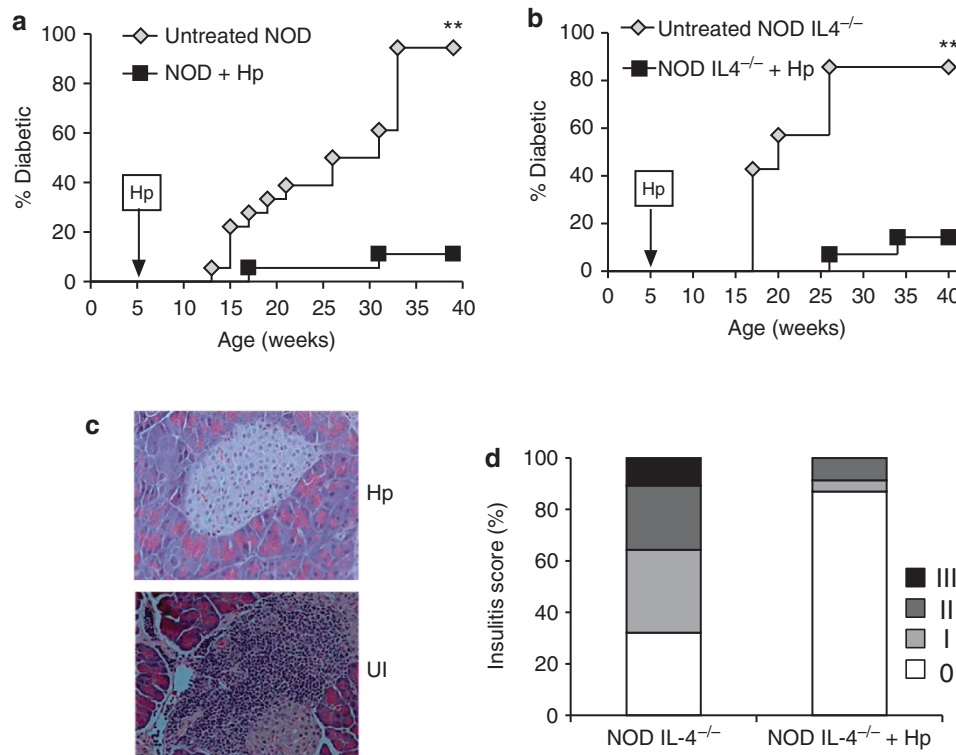 a
Untreated NOD
NOD + Hp
**
% Diabetic
100
80
60
40
20
0
Hp
0 5 10 15 20 25 30 35 40
Age (weeks)
b
Untreated NOD IL4⁻/⁻
NOD IL4⁻/⁻ + Hp
**
% Diabetic
100
80
60
40
20
0
Hp
0 5 10 15 20 25 30 35 40
Age (weeks)
c
Hp
UI
d
Insulitis score (%)
100
80
60
40
20
0
NOD IL-4⁻/⁻
NOD IL-4⁻/⁻ + Hp
III
II
I
0